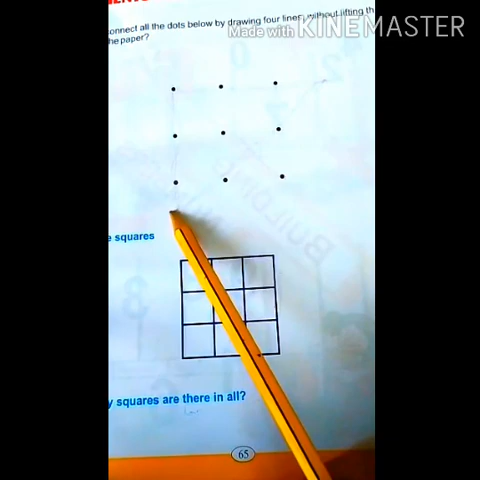 connect all the dots below by drawing four lines, without lifting th
he paper?
Made with KINEMASTER
e squares
y squares are there in all?
65